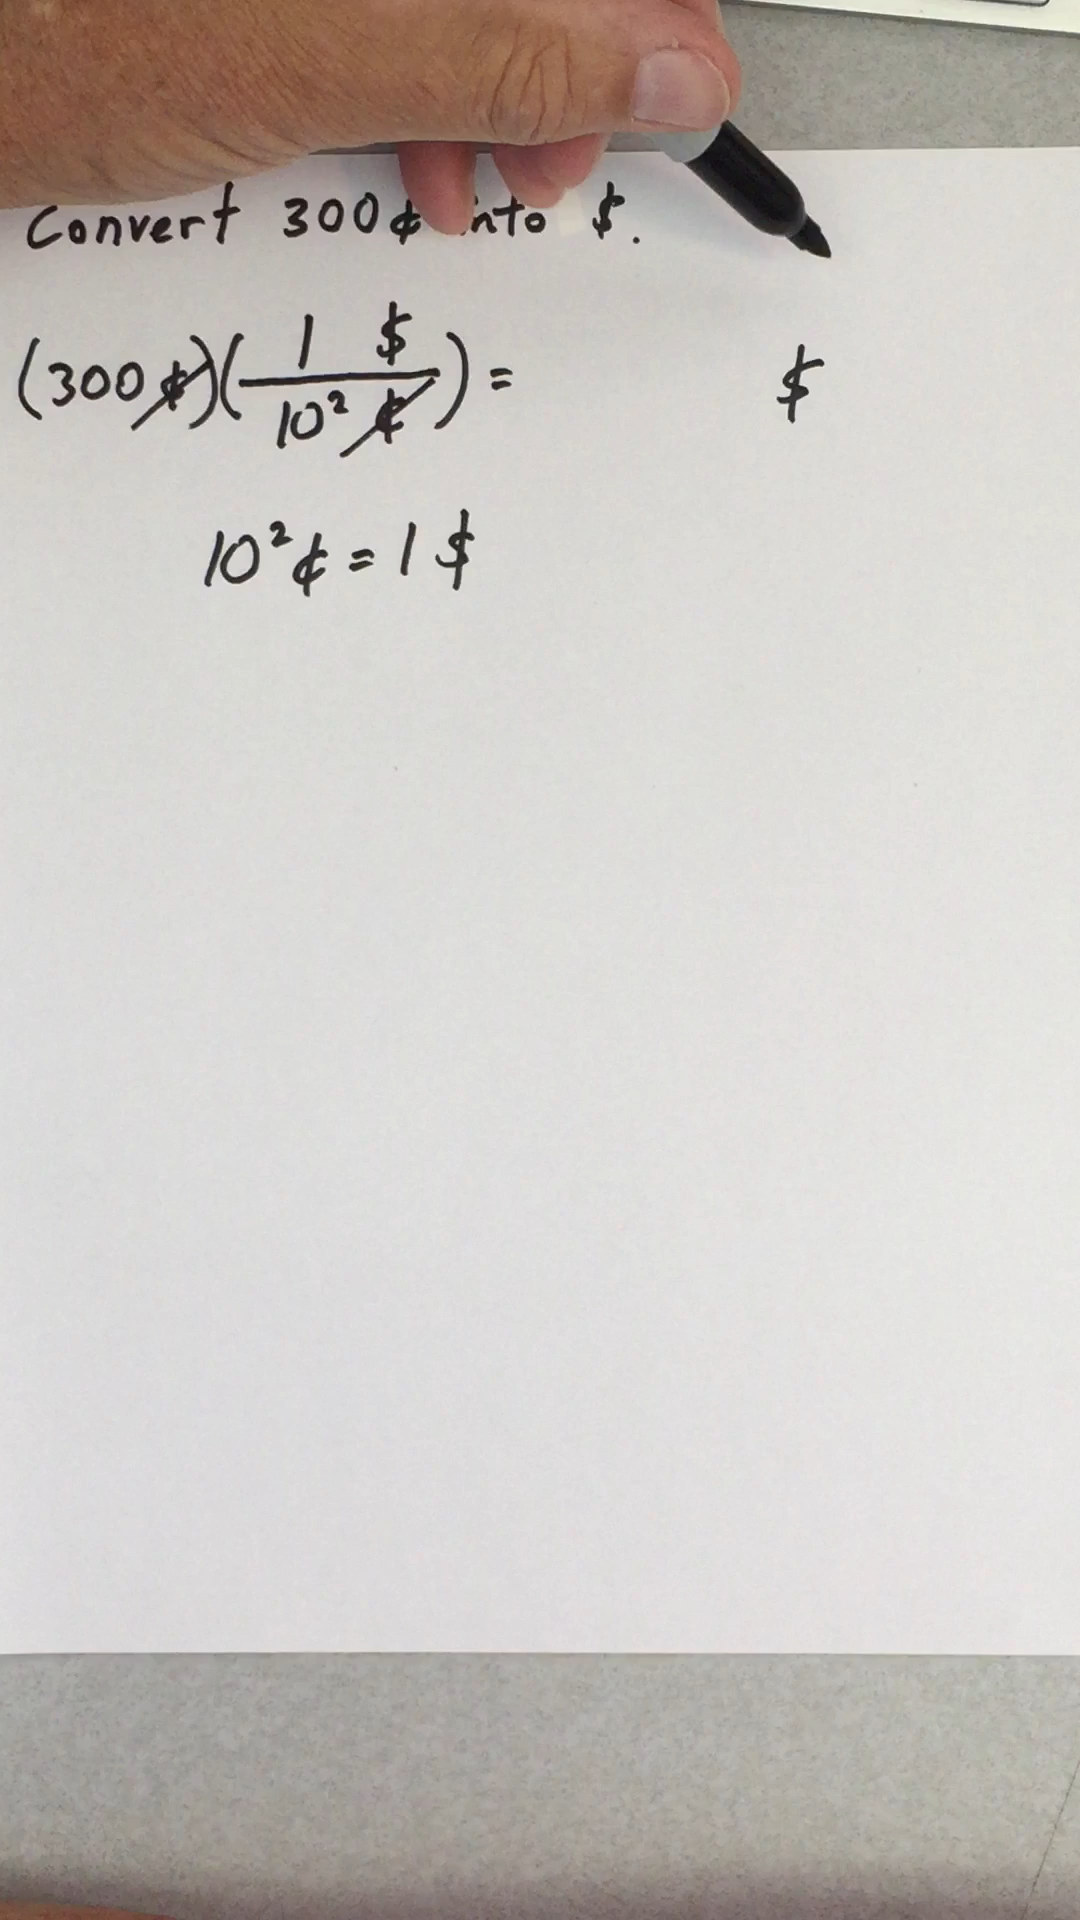 Convert 300¢ into $.
(300 ¢)(1 $ / 10² ¢) = $
10² ¢ = 1 $